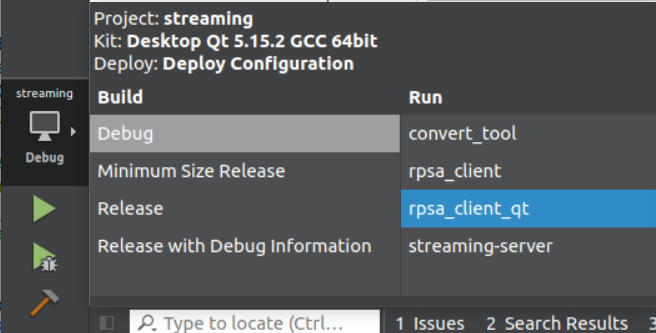 Project: streaming
Kit: Desktop Qt 5.15.2 GCC 64bit
Deploy: Deploy Configuration
streaming
Debug
Build
Debug
Minimum Size Release
Release
Release with Debug Information
Run
convert_tool
rpsa_client
rpsa_client_qt
streaming-server
Type to locate (Ctrl...
1 Issues 2 Search Results 3